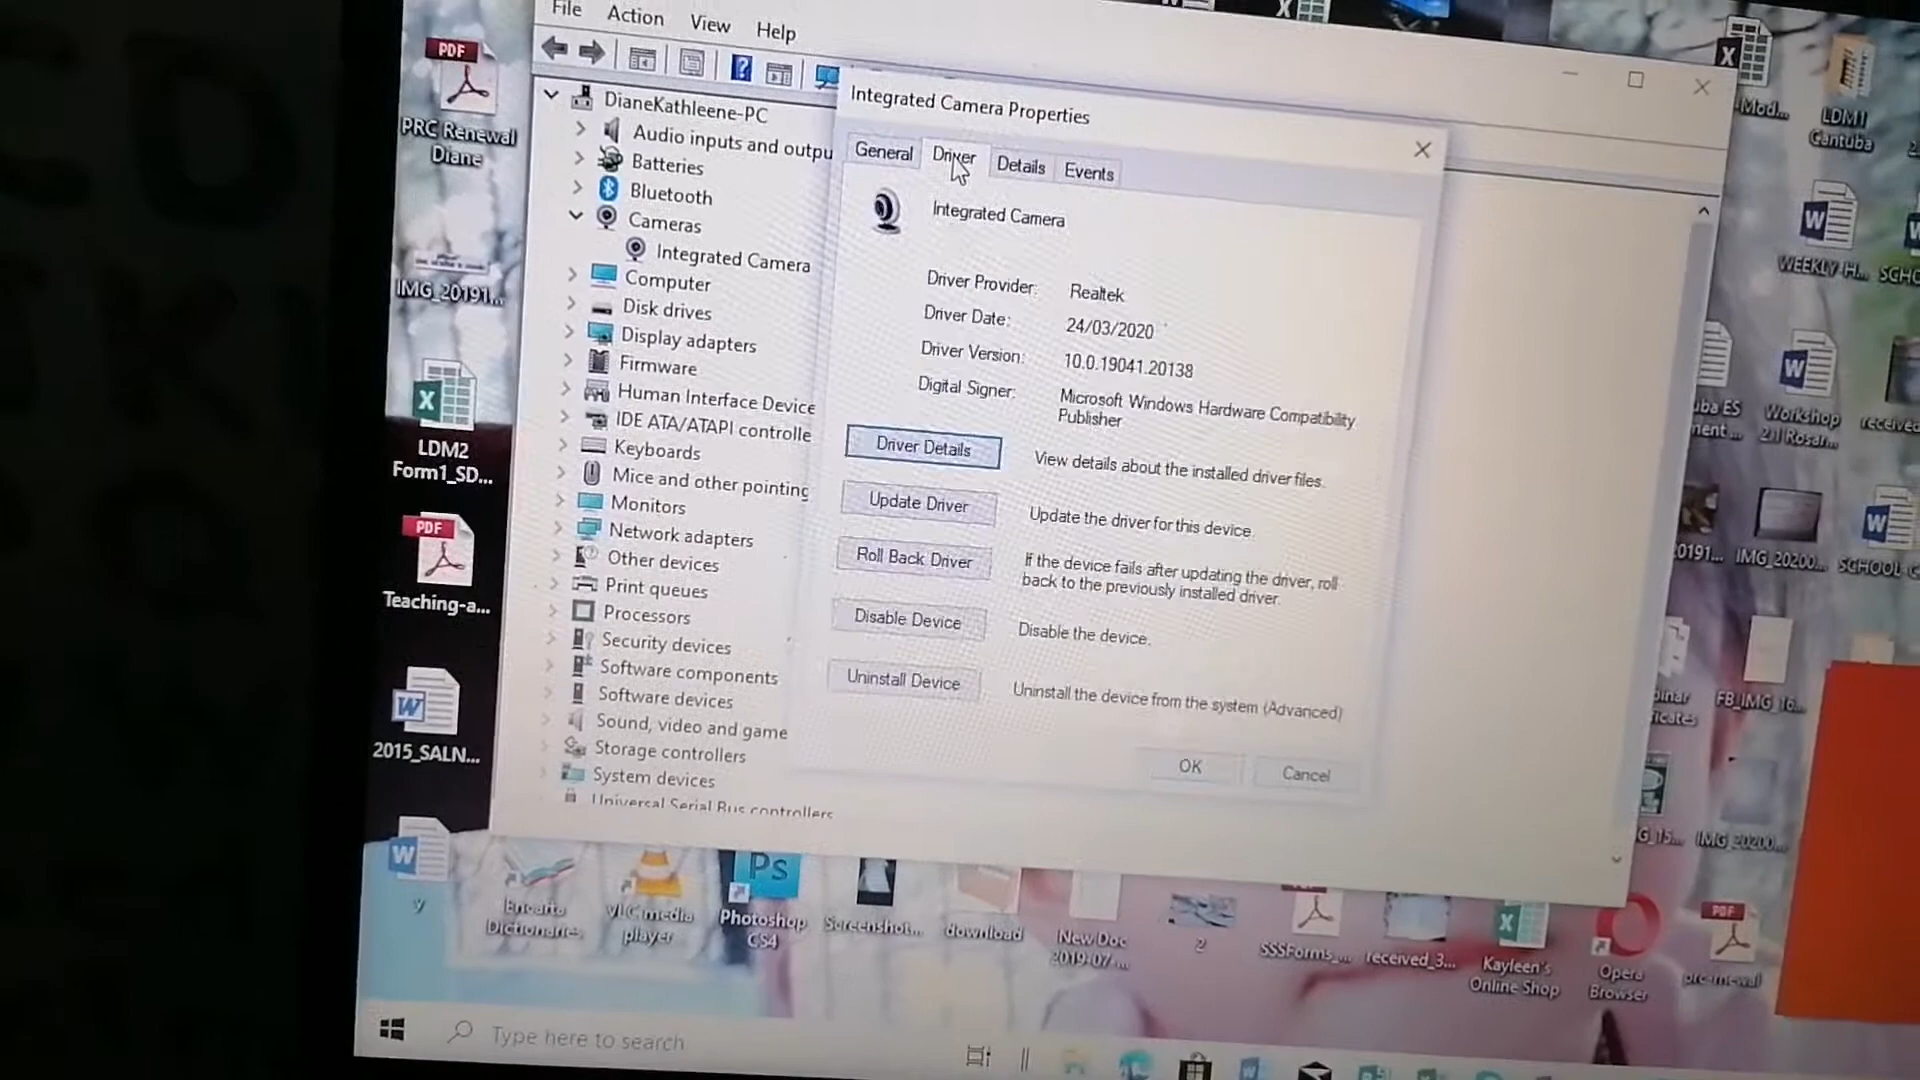 File Action View Help
DianeKathleene-PC
Audio inputs and outpu
Batteries
Bluetooth
Cameras
Integrated Camera
Computer
Disk drives
Display adapters
Firmware
Human Interface Device
IDE ATA/ATAPI controlle
Keyboards
Mice and other pointing
Monitors
Network adapters
Other devices
Print queues
Processors
Security devices
Software components
Software devices
Sound, video and game
Storage controllers
System devices
Universal Serial Bus controllers
Integrated Camera Properties
General Driver Details Events
Integrated Camera
Driver Provider: Realtek
Driver Date: 24/03/2020
Driver Version: 10.0.19041.20138
Digital Signer: Microsoft Windows Hardware Compatibility
Publisher
Driver Details
View details about the installed driver files.
Update Driver
Update the driver for this device.
Roll Back Driver
If the device fails after updating the driver, roll
back to the previously installed driver.
Disable Device
Disable the device.
Uninstall Device
Uninstall the device from the system (Advanced)
OK Cancel
PDF
PRC Renewal
Diane
IMG_20191...
LDM2
Form1_SD...
PDF
Teaching-a...
2015_SALN...
y
Encarta
Dictionaries
VLC media
player
Ps
Photoshop
CS4
Screenshot...
download
New Doc
2019-07-...
2
SSSForms_...
received_3...
Kayleen's
Online Shop
Opera
Browser
PDF
LDM1
Cantuba
WEEKLY H...
Workshop
IMG_20200...
FB_IMG_16...
IMG_20200...
Type here to search